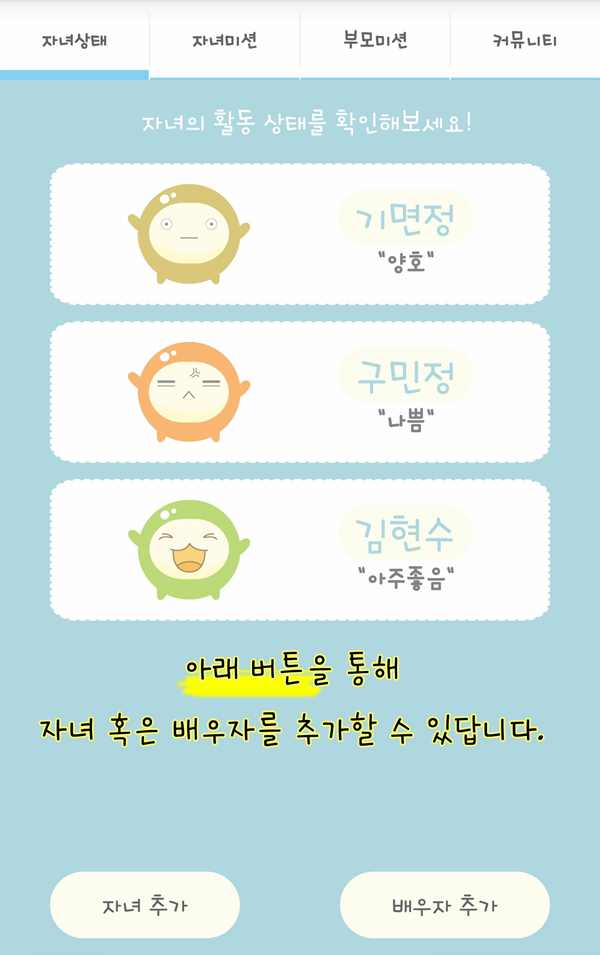 자녀상태 자녀미션 부모미션 커뮤니티
자녀의 활동 상태를 확인해보세요!
기면정
"양호"
구민정
"나쁨"
김현수
"아주좋음"
아래 버튼을 통해
자녀 혹은 배우자를 추가할 수 있답니다.
자녀 추가 배우자 추가